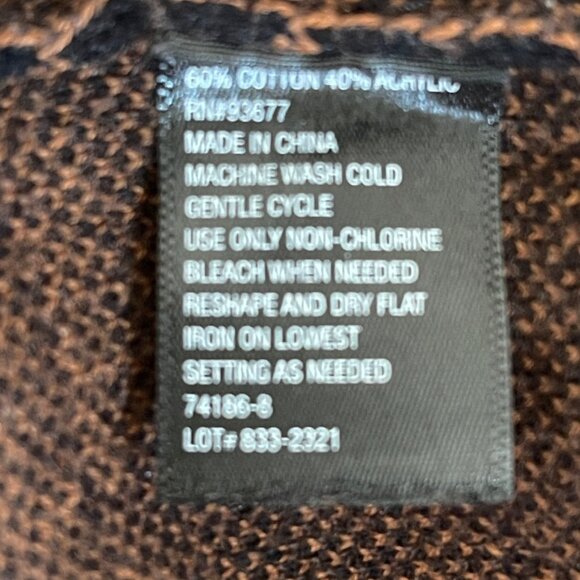 60% COTTON 40% ACRYLIC
RN#93677
MADE IN CHINA
MACHINE WASH COLD
GENTLE CYCLE
USE ONLY NON-CHLORINE
BLEACH WHEN NEEDED
RESHAPE AND DRY FLAT
IRON ON LOWEST
SETTING AS NEEDED
74186-8
LOT# 833-2321